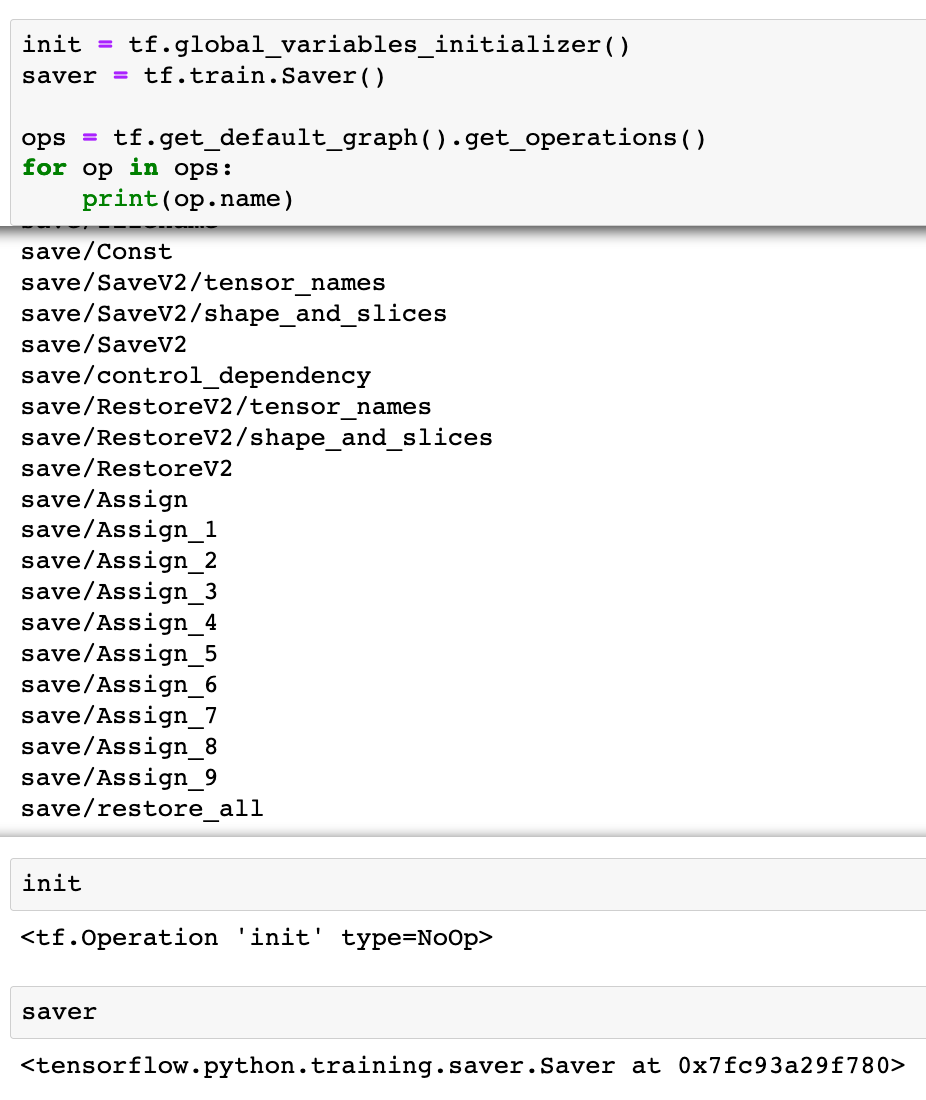 init = tf.global_variables_initializer()
saver = tf.train.Saver()
ops = tf.get_default_graph().get_operations()
for op in ops:
    print(op.name)
save/Const
save/SaveV2/tensor_names
save/SaveV2/shape_and_slices
save/SaveV2
save/control_dependency
save/RestoreV2/tensor_names
save/RestoreV2/shape_and_slices
save/RestoreV2
save/Assign
save/Assign_1
save/Assign_2
save/Assign_3
save/Assign_4
save/Assign_5
save/Assign_6
save/Assign_7
save/Assign_8
save/Assign_9
save/restore_all
init
<tf.Operation 'init' type=NoOp>
saver
<tensorflow.python.training.saver.Saver at 0x7fc93a29f780>